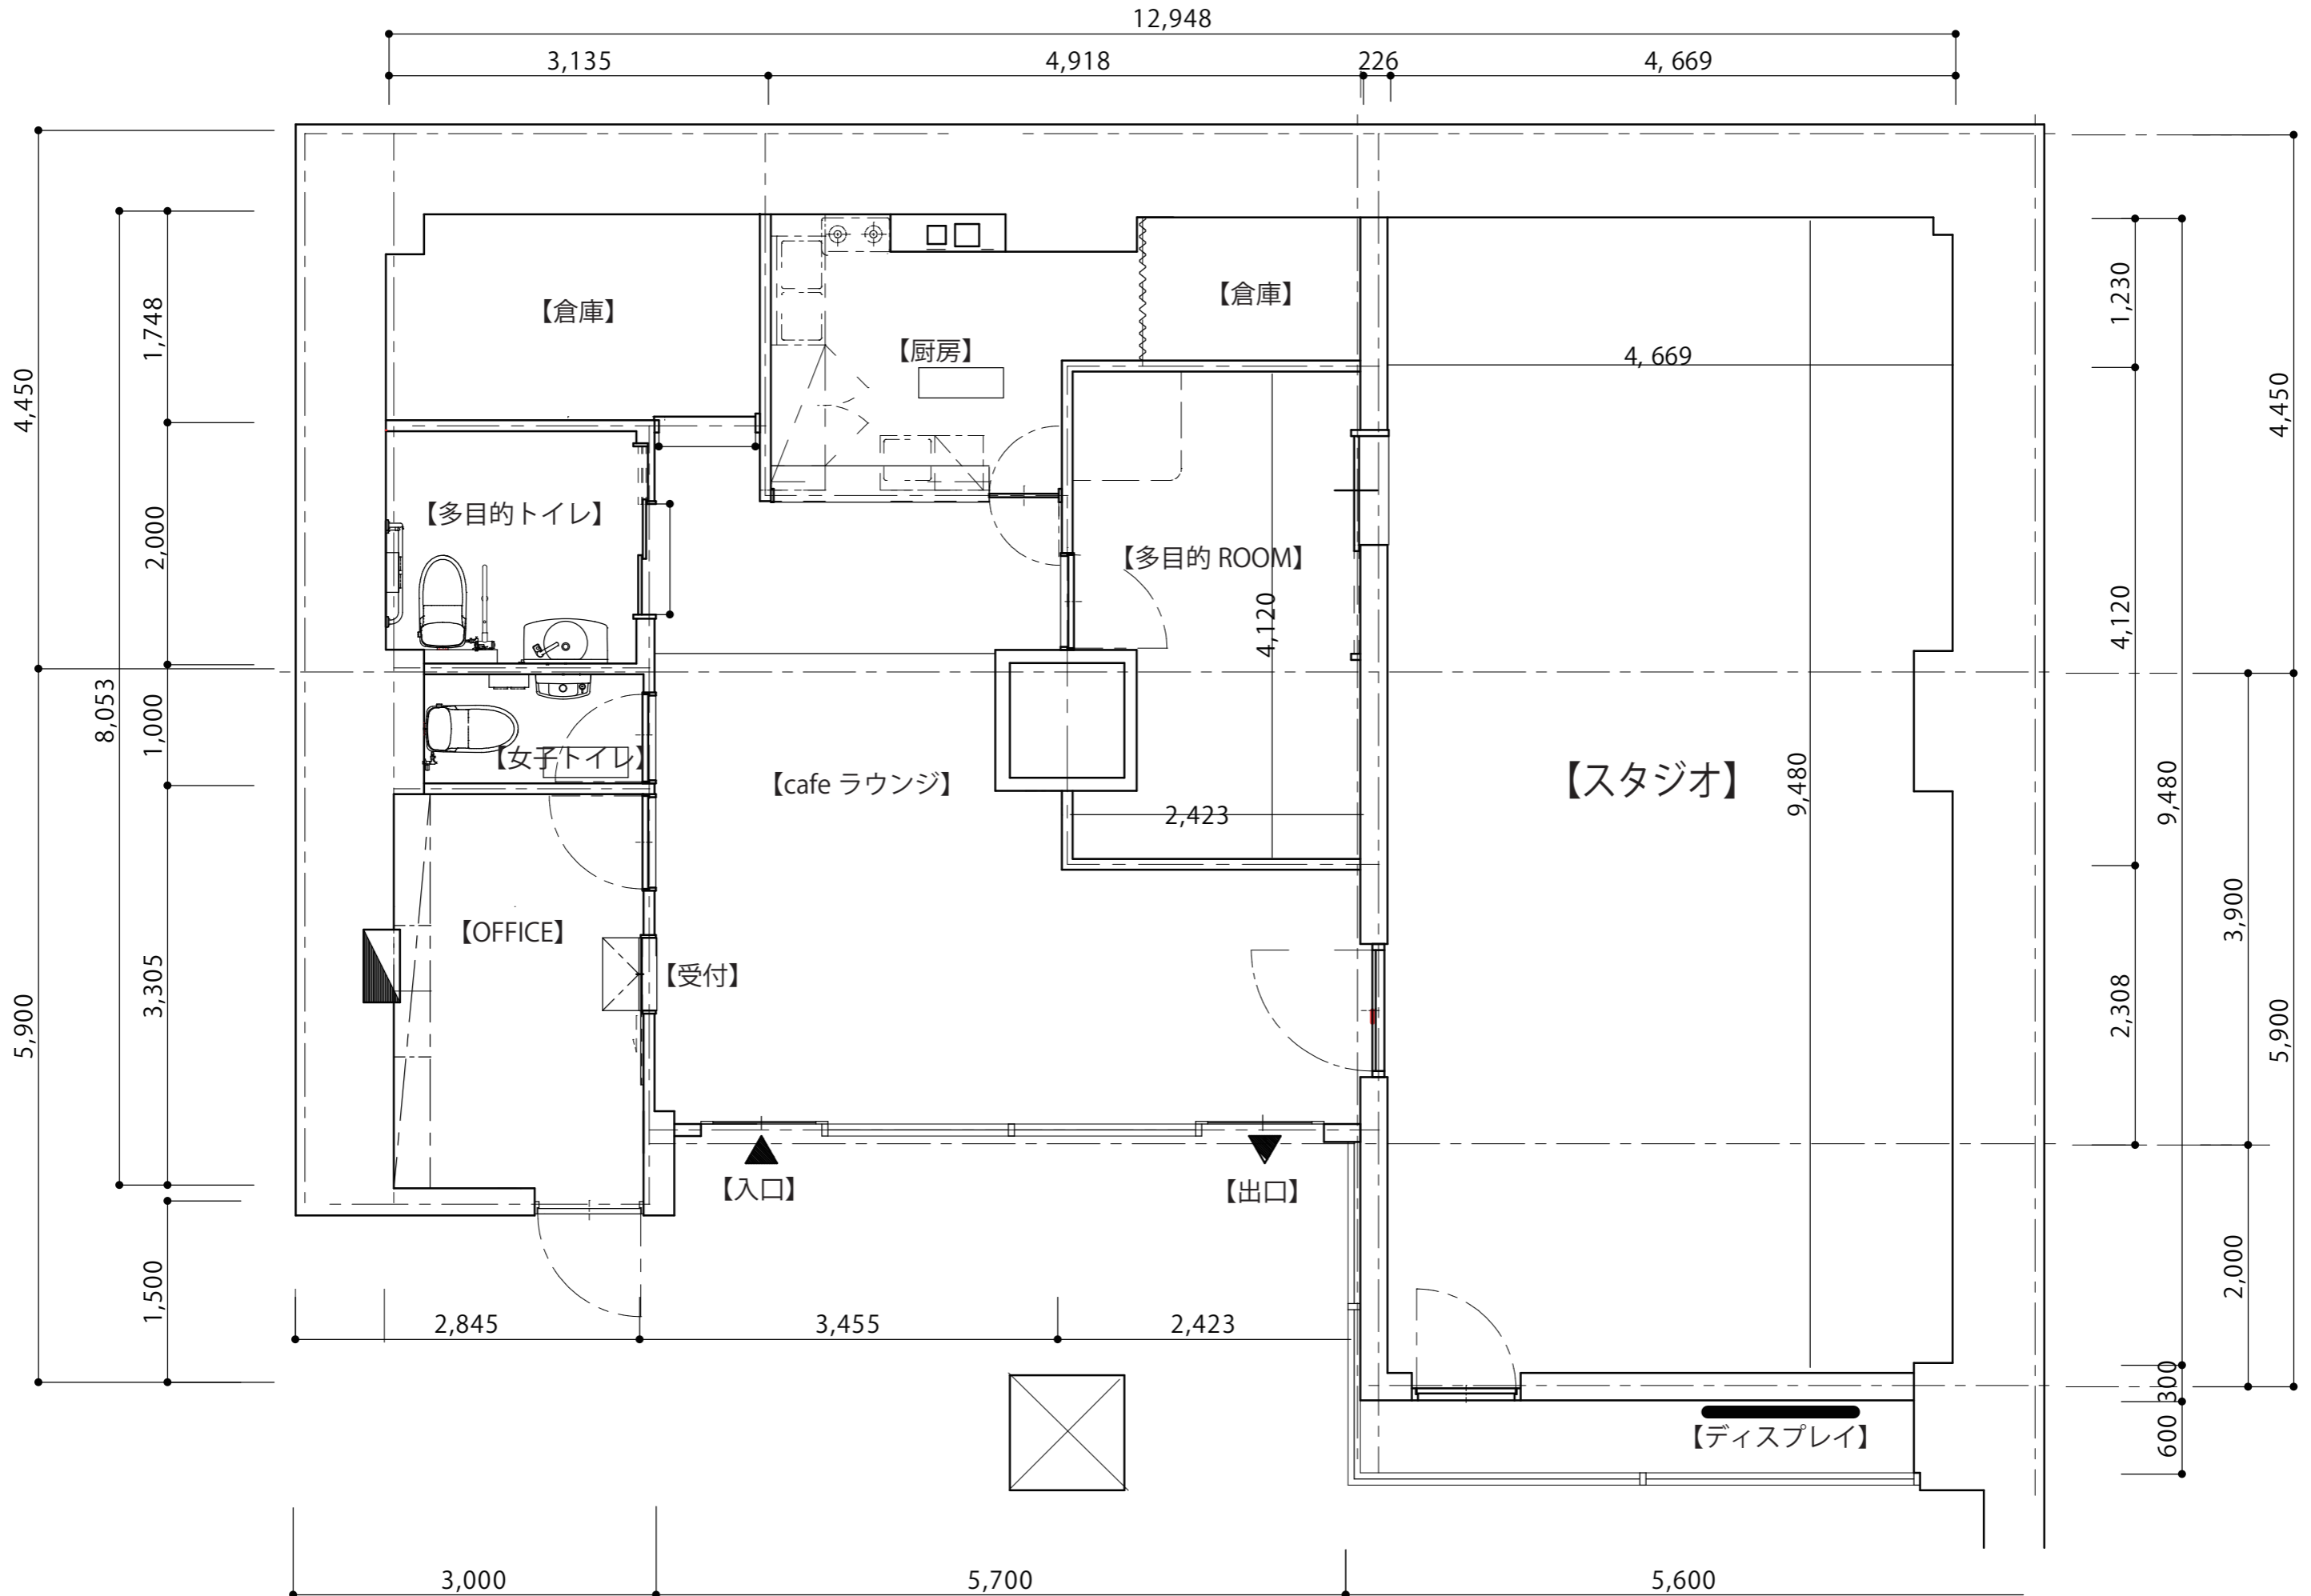 12,948
3,135
4,918
226
4, 669
4,450
5,900
8,053
1,748
2,000
1,000
3,305
1,500
【倉庫】
【厨房】
【倉庫】
4, 669
【多目的トイレ】
【多目的 ROOM】
4,120
【女子トイレ】
【cafe ラウンジ】
2,423
【スタジオ】
9,480
【OFFICE】
【受付】
【入口】
【出口】
【ディスプレイ】
1,230
4,120
2,308
9,480
300
600
3,900
2,000
4,450
5,900
2,845
3,455
2,423
3,000
5,700
5,600